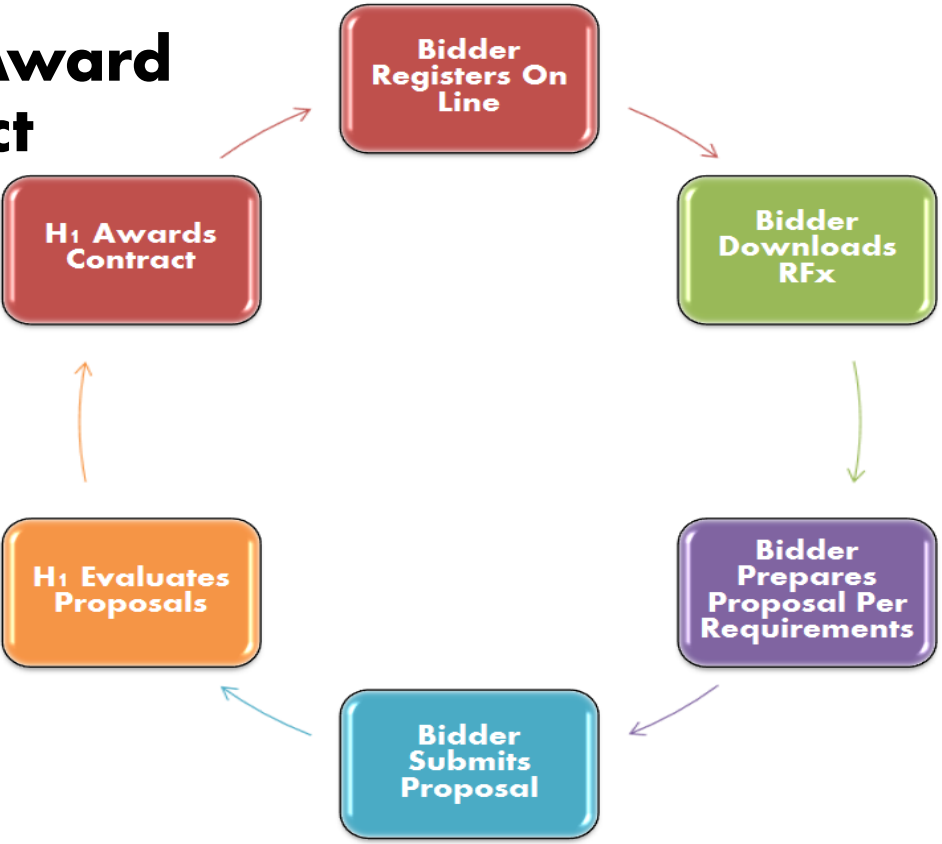 Award
ct
Bidder
Registers On
Line
Bidder
Downloads
RFx
Bidder
Prepares
Proposal Per
Requirements
Bidder
Submits
Proposal
H1 Evaluates
Proposals
H1 Awards
Contract